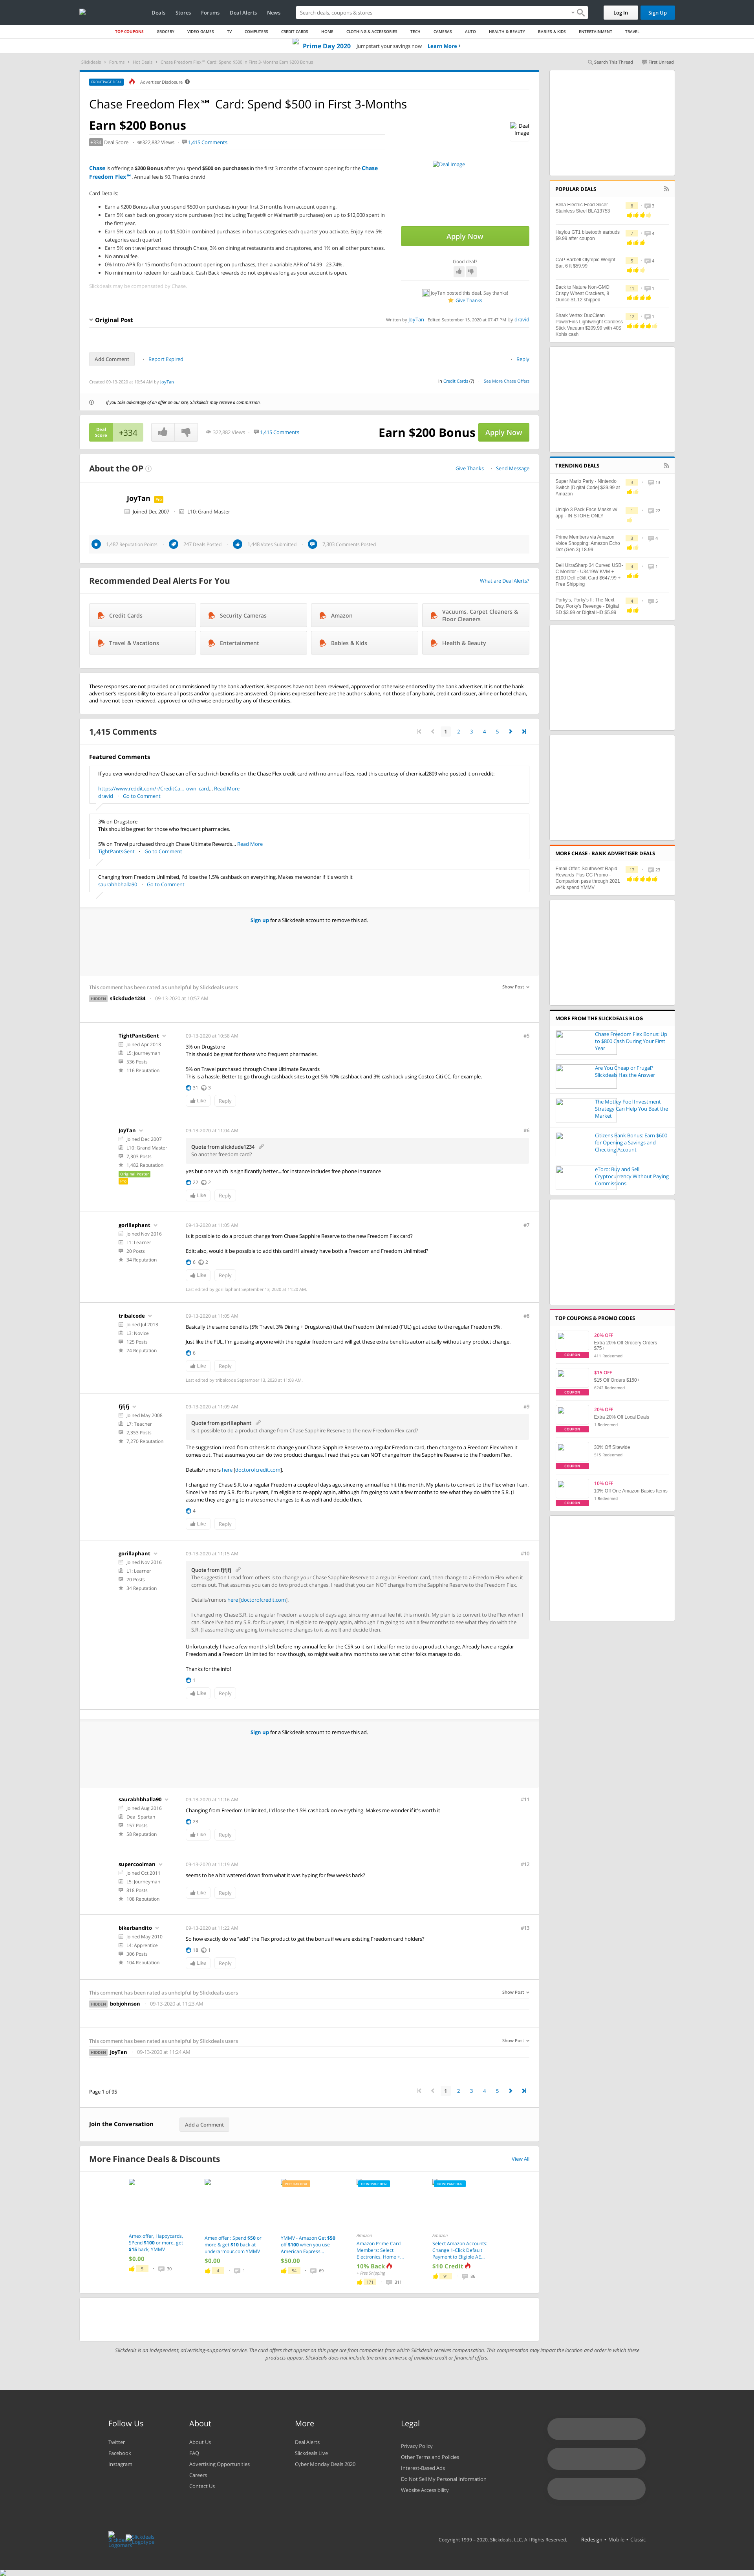 Deals Stores Forums Deal Alerts News
Search deals, coupons & stores
Log In Sign Up
TOP COUPONS GROCERY VIDEO GAMES TV COMPUTERS CREDIT CARDS HOME CLOTHING & ACCESSORIES TECH CAMERAS AUTO HEALTH & BEAUTY BABIES & KIDS ENTERTAINMENT TRAVEL
Prime Day 2020 Jumpstart your savings now Learn More
Slickdeals Forums Hot Deals Chase Freedom Flex℠ Card: Spend $500 in First 3-Months Earn $200 Bonus
Search This Thread First Unread
FRONTPAGE DEAL Advertiser Disclosure
Chase Freedom Flex℠ Card: Spend $500 in First 3-Months
Earn $200 Bonus
+334 Deal Score 322,882 Views 1,415 Comments
Deal Image
Deal Image
Chase is offering a $200 Bonus after you spend $500 on purchases in the first 3 months of account opening for the Chase
Freedom Flex℠. Annual fee is $0. Thanks dravid
Card Details:
Earn a $200 Bonus after you spend $500 on purchases in your first 3 months from account opening.
Earn 5% cash back on grocery store purchases (not including Target® or Walmart® purchases) on up to $12,000 spent in
the first year.
Earn 5% cash back on up to $1,500 in combined purchases in bonus categories each quarter you activate. Enjoy new 5%
categories each quarter!
Earn 5% on travel purchased through Chase, 3% on dining at restaurants and drugstores, and 1% on all other purchases.
No annual fee.
0% Intro APR for 15 months from account opening on purchases, then a variable APR of 14.99 - 23.74%.
No minimum to redeem for cash back. Cash Back rewards do not expire as long as your account is open.
Slickdeals may be compensated by Chase
Apply Now
Good deal?
JoyTan posted this deal. Say thanks!
Give Thanks
Original Post
Written by JoyTan Edited September 15, 2020 at 07:47 PM by dravid
Add Comment Report Expired Reply
Created 09-13-2020 at 10:54 AM by JoyTan
in Credit Cards (7) See More Chase Offers
If you take advantage of an offer on our site, Slickdeals may receive a commission.
Deal Score +334 322,882 Views 1,415 Comments Earn $200 Bonus Apply Now
About the OP
Give Thanks Send Message
JoyTan Pro
Joined Dec 2007 L10: Grand Master
1,482 Reputation Points 247 Deals Posted 1,448 Votes Submitted 7,303 Comments Posted
Recommended Deal Alerts For You
What are Deal Alerts?
Credit Cards Security Cameras Amazon Vacuums, Carpet Cleaners & Floor Cleaners
Travel & Vacations Entertainment Babies & Kids Health & Beauty
These responses are not provided or commissioned by the bank advertiser. Responses have not been reviewed, approved or otherwise endorsed by the bank advertiser. It is not the bank
advertiser's responsibility to ensure all posts and/or questions are answered. Opinions expressed here are the author's alone, not those of any bank, credit card issuer, airline or hotel chain,
and have not been reviewed, approved or otherwise endorsed by any of these entities.
1,415 Comments
1 2 3 4 5
Featured Comments
If you ever wondered how Chase can offer such rich benefits on the Chase Flex credit card with no annual fees, read this courtesy of chemical2809 who posted it on reddit:
https://www.reddit.com/r/CreditCa..._own_card... Read More
dravid Go to Comment
3% on Drugstore
This should be great for those who frequent pharmacies.
5% on Travel purchased through Chase Ultimate Rewards... Read More
TightPantsGent Go to Comment
Changing from Freedom Unlimited, I'd lose the 1.5% cashback on everything. Makes me wonder if it's worth it
saurabhbhalla90 Go to Comment
Sign up for a Slickdeals account to remove this ad.
This comment has been rated as unhelpful by Slickdeals users Show Post
HIDDEN slickdude1234 09-13-2020 at 10:57 AM
TightPantsGent 09-13-2020 at 10:58 AM #5
Joined Apr 2013
L5: Journeyman
536 Posts
116 Reputation
3% on Drugstore
This should be great for those who frequent pharmacies.
5% on Travel purchased through Chase Ultimate Rewards
This is a hassle. Better to go through cashback sites to get 5%-10% cashback and 3% cashback using Costco Citi CC, for example.
31 3
Like Reply
JoyTan 09-13-2020 at 11:04 AM #6
Joined Dec 2007
L10: Grand Master
7,303 Posts
1,482 Reputation
Original Poster
Pro
Quote from slickdude1234
So another freedom card?
yes but one which is significantly better....for instance includes free phone insurance
22 2
Like Reply
gorillaphant 09-13-2020 at 11:05 AM #7
Joined Nov 2016
L1: Learner
20 Posts
34 Reputation
Is it possible to do a product change from Chase Sapphire Reserve to the new Freedom Flex card?
Edit: also, would it be possible to add this card if I already have both a Freedom and Freedom Unlimited?
6 2
Like Reply
Last edited by gorillaphant September 13, 2020 at 11:20 AM.
tribalcode 09-13-2020 at 11:05 AM #8
Joined Jul 2013
L3: Novice
125 Posts
24 Reputation
Basically the same benefits (5% Travel, 3% Dining + Drugstores) that the Freedom Unlimited (FUL) got added to the regular Freedom 5%.
Just like the FUL, I'm guessing anyone with the regular freedom card will get these extra benefits automatically without any product change.
6
Like Reply
Last edited by tribalcode September 13, 2020 at 11:08 AM.
fjfjfj 09-13-2020 at 11:09 AM #9
Joined May 2008
L7: Teacher
2,353 Posts
7,270 Reputation
Quote from gorillaphant
Is it possible to do a product change from Chase Sapphire Reserve to the new Freedom Flex card?
The suggestion I read from others is to change your Chase Sapphire Reserve to a regular Freedom card, then change to a Freedom Flex when it
comes out. That assumes you can do two product changes. I read that you can NOT change from the Sapphire Reserve to the Freedom Flex.
Details/rumors here [doctorofcredit.com].
I changed my Chase S.R. to a regular Freedom a couple of days ago, since my annual fee hit this month. My plan is to convert to the Flex when I can.
Since I've had my S.R. for four years, I'm eligible to re-apply again, although I'm going to wait a few months to see what they do with the S.R. (I
assume they are going to make some changes to it as well) and decide then.
4
Like Reply
gorillaphant 09-13-2020 at 11:15 AM #10
Joined Nov 2016
L1: Learner
20 Posts
34 Reputation
Quote from fjfjfj
The suggestion I read from others is to change your Chase Sapphire Reserve to a regular Freedom card, then change to a Freedom Flex when it
comes out. That assumes you can do two product changes. I read that you can NOT change from the Sapphire Reserve to the Freedom Flex.
Details/rumors here [doctorofcredit.com].
I changed my Chase S.R. to a regular Freedom a couple of days ago, since my annual fee hit this month. My plan is to convert to the Flex when I
can. Since I've had my S.R. for four years, I'm eligible to re-apply again, although I'm going to wait a few months to see what they do with the
S.R. (I assume they are going to make some changes to it as well) and decide then.
Unfortunately I have a few months left before my annual fee for the CSR so it isn't ideal for me to do a product change. Already have a regular
Freedom and a Freedom Unlimited for now though, so might wait a few months to see what other folks manage to do.
Thanks for the info!
1
Like Reply
Sign up for a Slickdeals account to remove this ad.
saurabhbhalla90 09-13-2020 at 11:16 AM #11
Joined Aug 2016
Deal Spartan
157 Posts
58 Reputation
Changing from Freedom Unlimited, I'd lose the 1.5% cashback on everything. Makes me wonder if it's worth it
23
Like Reply
supercoolman 09-13-2020 at 11:19 AM #12
Joined Oct 2011
L5: Journeyman
818 Posts
108 Reputation
seems to be a bit watered down from what it was hyping for few weeks back?
Like Reply
bikerbandito 09-13-2020 at 11:22 AM #13
Joined May 2010
L4: Apprentice
306 Posts
104 Reputation
So how exactly do we "add" the Flex product to get the bonus if we are existing Freedom card holders?
18 1
Like Reply
This comment has been rated as unhelpful by Slickdeals users Show Post
HIDDEN bobjohnson 09-13-2020 at 11:23 AM
This comment has been rated as unhelpful by Slickdeals users Show Post
HIDDEN JoyTan 09-13-2020 at 11:24 AM
Page 1 of 95
1 2 3 4 5
Join the Conversation Add a Comment
More Finance Deals & Discounts View All
Amex offer. Happycards, SPend $100 or more, get $15 back, YMMV
$0.00
5 30
Amex offer : Spend $50 or more & get $10 back at underarmour.com YMMV
$0.00
4 1
YMMV - Amazon Get $50 off $100 when you use American Express...
$50.00
54 69
FRONTPAGE DEAL
Amazon
Amazon Prime Card Members: Select Electronics, Home +...
10% Back
+ Free Shipping
171 311
FRONTPAGE DEAL
Amazon
Select Amazon Accounts: Change 1-Click Default Payment to Eligible AE...
$10 Credit
91 86
POPULAR DEALS
Bella Electric Food Slicer Stainless Steel BLA13753
8 3
Haylou GT1 bluetooth earbuds $9.99 after coupon
7 4
CAP Barbell Olympic Weight Bar, 6 ft $59.99
5 4
Back to Nature Non-GMO Crispy Wheat Crackers, 8 Ounce $1.12 shipped
11 1
Shark Vertex DuoClean PowerFins Lightweight Cordless Stick Vacuum $209.99 with 40$ Kohls cash
12 1
TRENDING DEALS
Super Mario Party - Nintendo Switch [Digital Code] $39.99 at Amazon
3 13
Uniqlo 3 Pack Face Masks w/ app - IN STORE ONLY
1 22
Prime Members via Amazon Voice Shopping: Amazon Echo Dot (Gen 3) 18.99
3 4
Dell UltraSharp 34 Curved USB-C Monitor - U3419W KVM + $100 Dell eGift Card $647.99 + Free Shipping
4 1
Porky's, Porky's II: The Next Day, Porky's Revenge - Digital SD $3.99 or Digital HD $5.99
4 5
MORE CHASE - BANK ADVERTISER DEALS
Email Offer: Southwest Rapid Rewards Plus CC Promo - Companion pass through 2021 w/4k spend YMMV
17 23
MORE FROM THE SLICKDEALS BLOG
Chase Freedom Flex Bonus: Up to $800 Cash During Your First Year
Are You Cheap or Frugal? Slickdeals Has the Answer
The Motley Fool Investment Strategy Can Help You Beat the Market
Citizens Bank Bonus: Earn $600 for Opening a Savings and Checking Account
eToro: Buy and Sell Cryptocurrency Without Paying Commissions
TOP COUPONS & PROMO CODES
20% OFF
Extra 20% Off Grocery Orders $75+
411 Redeemed
COUPON
$15 OFF
$15 Off Orders $150+
6242 Redeemed
COUPON
20% OFF
Extra 20% Off Local Deals
1 Redeemed
COUPON
30% Off Sitewide
515 Redeemed
COUPON
10% OFF
10% Off One Amazon Basics Items
1 Redeemed
COUPON
Slickdeals is an independent, advertising-supported service. The card offers that appear on this page are from companies from which Slickdeals receives compensation. This compensation may impact the location and order in which these
products appear. Slickdeals does not include the entire universe of available credit or financial offers.
Follow Us About More Legal
Twitter
Facebook
Instagram
About Us
FAQ
Advertising Opportunities
Careers
Contact Us
Deal Alerts
Slickdeals Live
Cyber Monday Deals 2020
Privacy Policy
Other Terms and Policies
Interest-Based Ads
Do Not Sell My Personal Information
Website Accessibility
Copyright 1999 - 2020. Slickdeals, LLC. All Rights Reserved. Redesign • Mobile • Classic